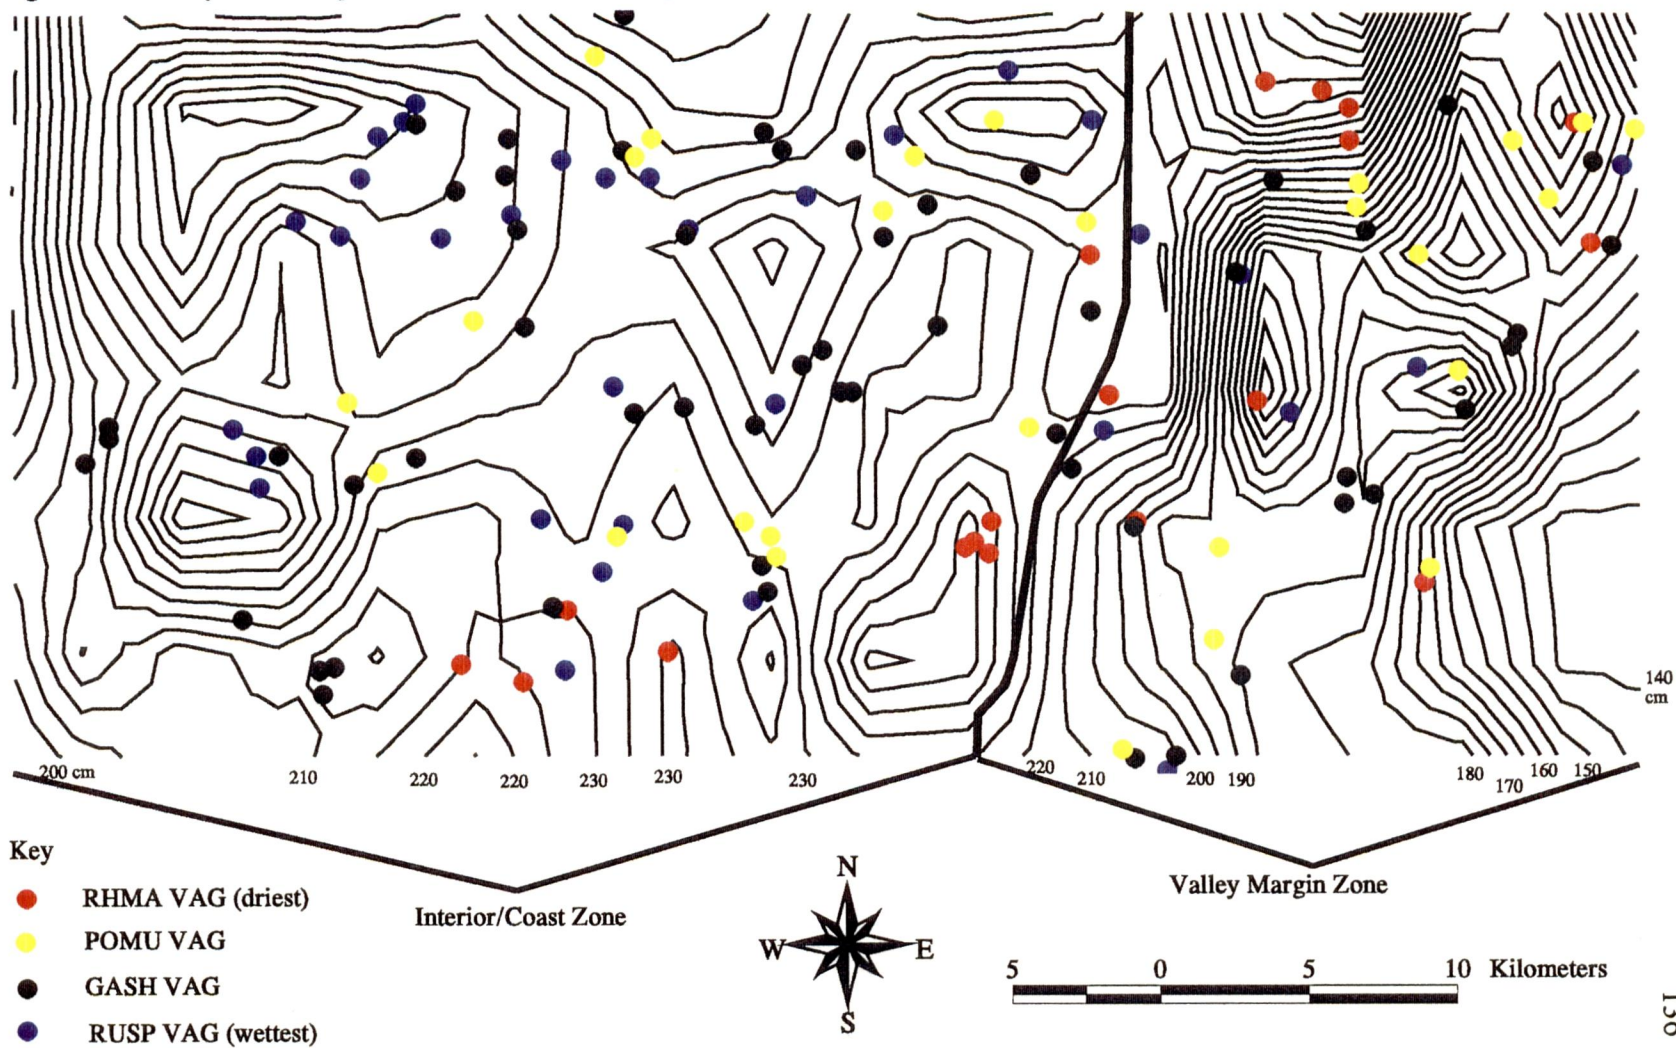 140
cm
200 cm 210 220 220 230 230 230 220 210 200 190 180 170 160 150
Key
RHMA VAG (driest)
POMU VAG
GASH VAG
RUSP VAG (wettest)
Interior/Coast Zone
Valley Margin Zone
N
W E
S
5 0 5 10 Kilometers